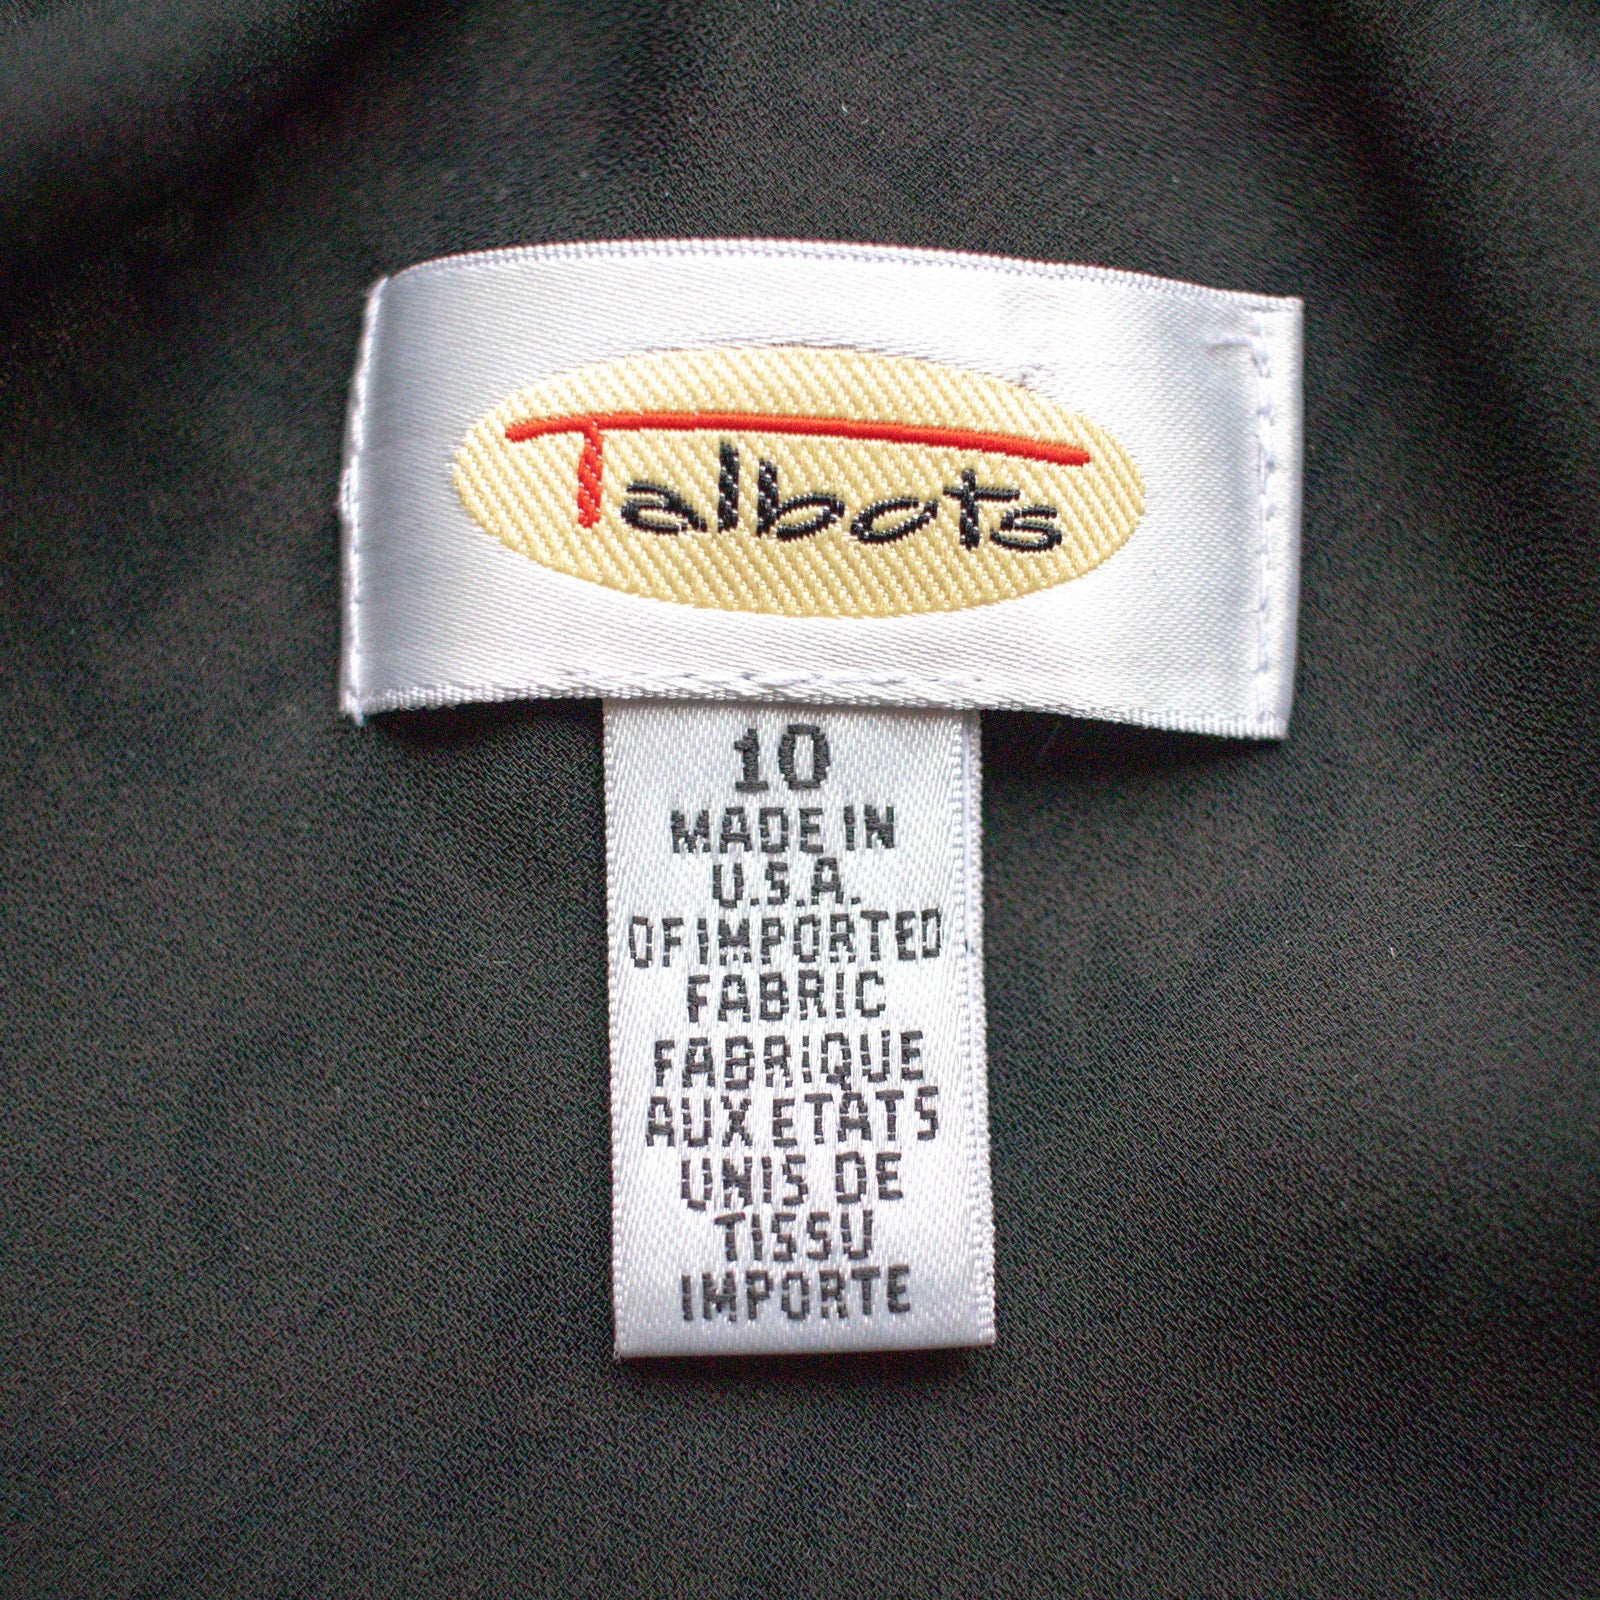 Talbots
10
MADE IN
U.S.A.
OF IMPORTED
FABRIC
FABRIQUE
AUX ETATS
UNIS DE
TISSU
IMPORTE